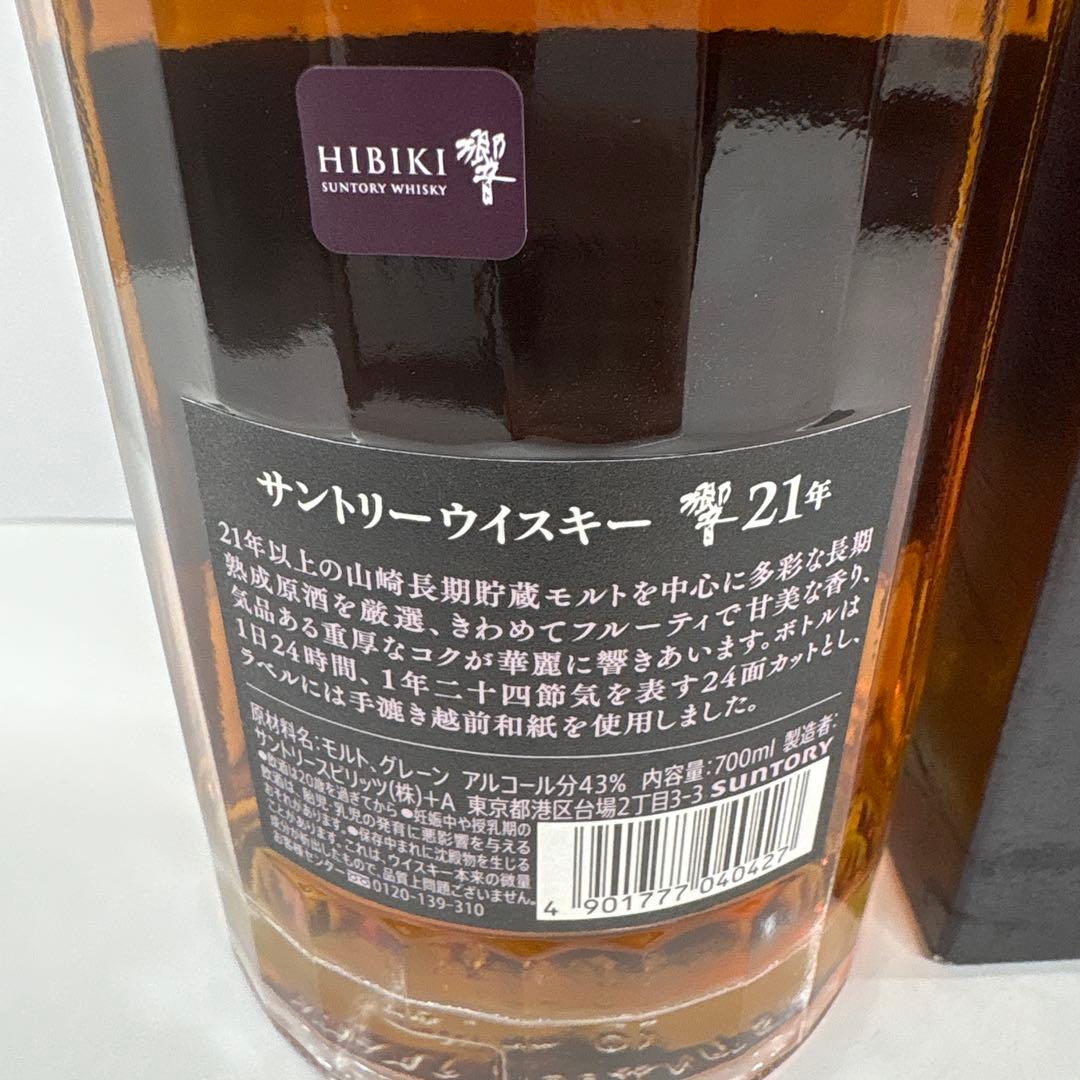 HIBIKI 響
SUNTORY WHISKY
サントリーウイスキー 響 21年
21年以上の山崎長期貯蔵モルトを中心に多彩な長期
熟成原酒を厳選、きわめてフルーティで甘美な香り、
気品ある重厚なコクが華麗に響きあいます。ボトルは
1日24時間、1年二十四節気を表す24面カットとし、
ラベルには手漉き越前和紙を使用しました。
原材料名:モルト、グレーン アルコール分43% 内容量:700ml 製造者:
サントリースピリッツ(株)+A 東京都港区台場2丁目3-3 SUNTORY
●飲酒は20歳を過ぎてから ●妊娠中や授乳期の
飲酒は、胎児・乳児の発育に悪影響を与える
おそれがあります。●保存中まれに沈殿物を生じる
ことがあります。これは、ウイスキー本来の微量
成分が析出したもので、品質上問題ございません。
お客様センター 0120-139-310
4 901777 040427